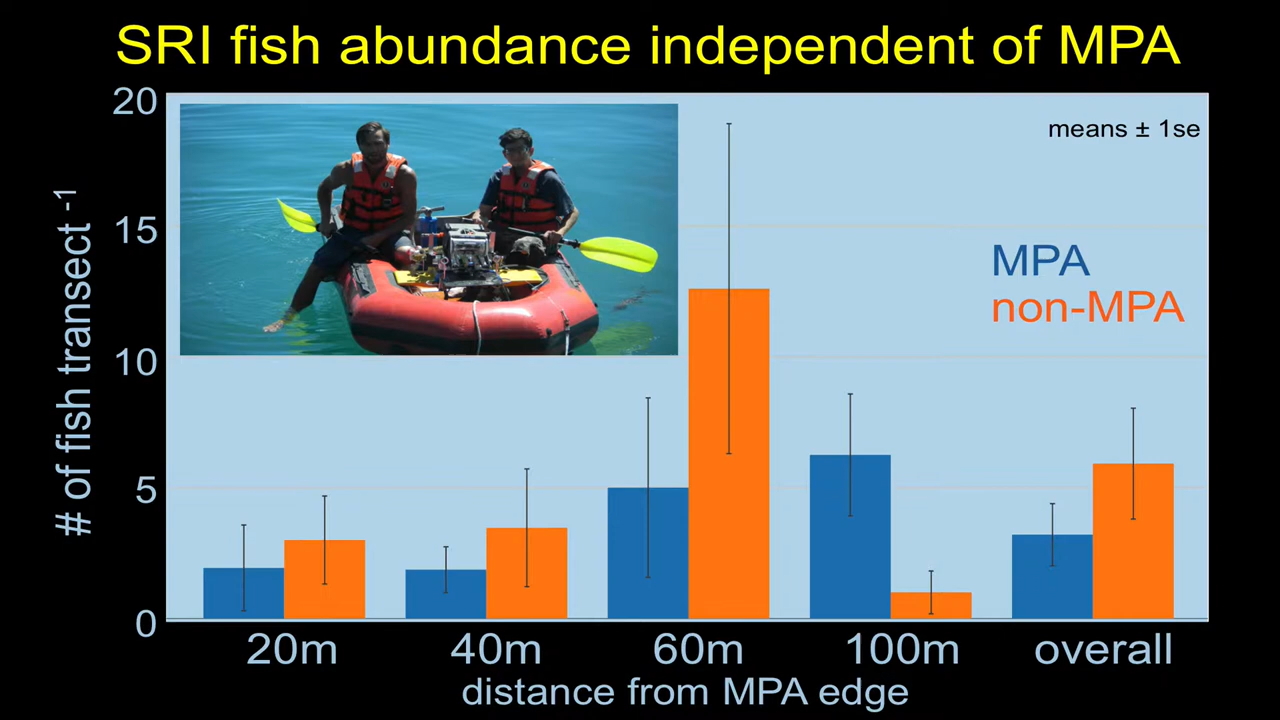 SRI fish abundance independent of MPA
# of fish transect -1
20
15
10
5
0
means ± 1se
MPA
non-MPA
20m 40m 60m 100m overall
distance from MPA edge